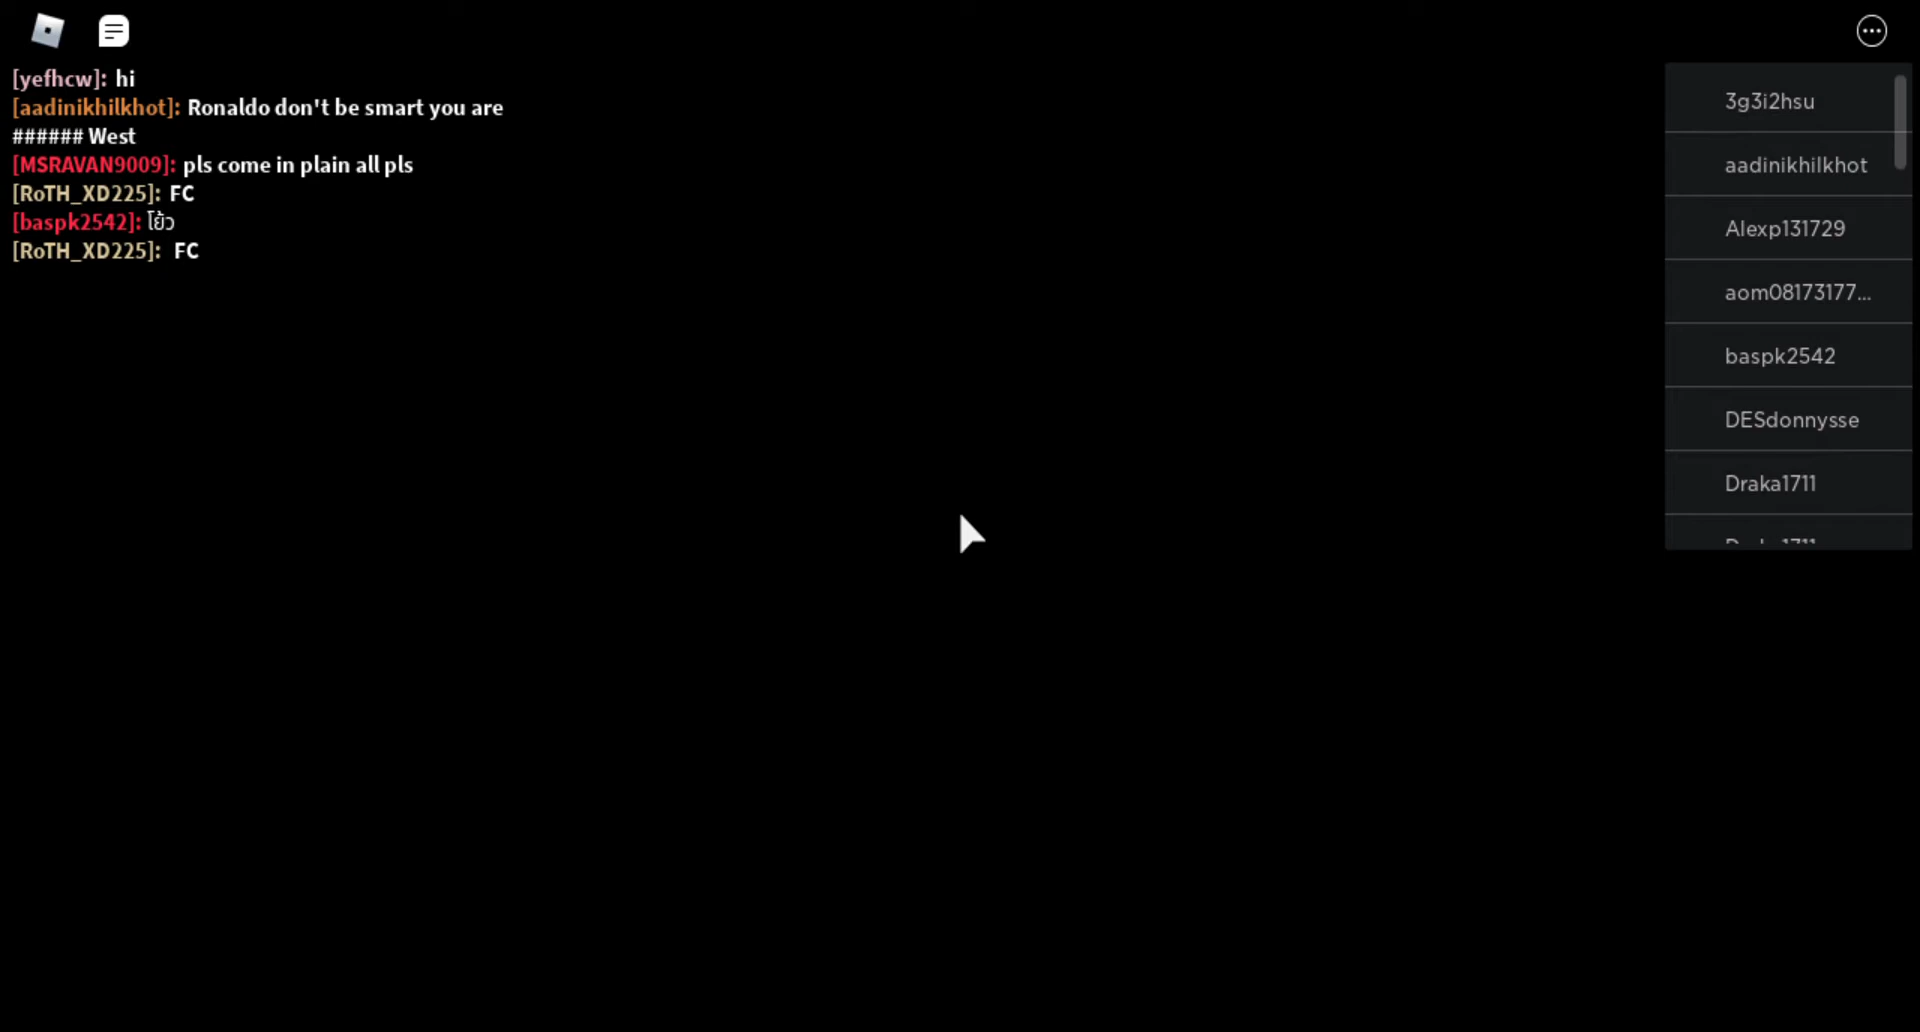 [yefhcw]: hi
[aadinikhilkhot]: Ronaldo don't be smart you are
###### West
[MSRAVAN9009]: pls come in plain all pls
[RoTH_XD225]: FC
[baspk2542]: โย้ว
[RoTH_XD225]: FC
3g3i2hsu
aadinikhilkhot
Alexp131729
aom08173177...
baspk2542
DESdonnysse
Draka1711